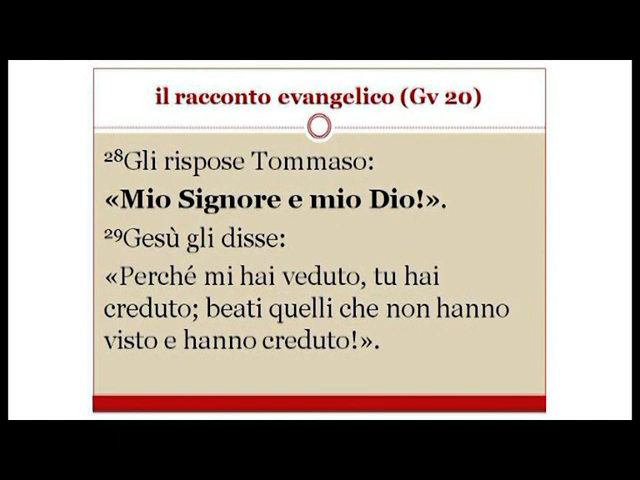 il racconto evangelico (Gv 20)
²⁸Gli rispose Tommaso:
«Mio Signore e mio Dio!».
²⁹Gesù gli disse:
«Perché mi hai veduto, tu hai
creduto; beati quelli che non hanno
visto e hanno creduto!».